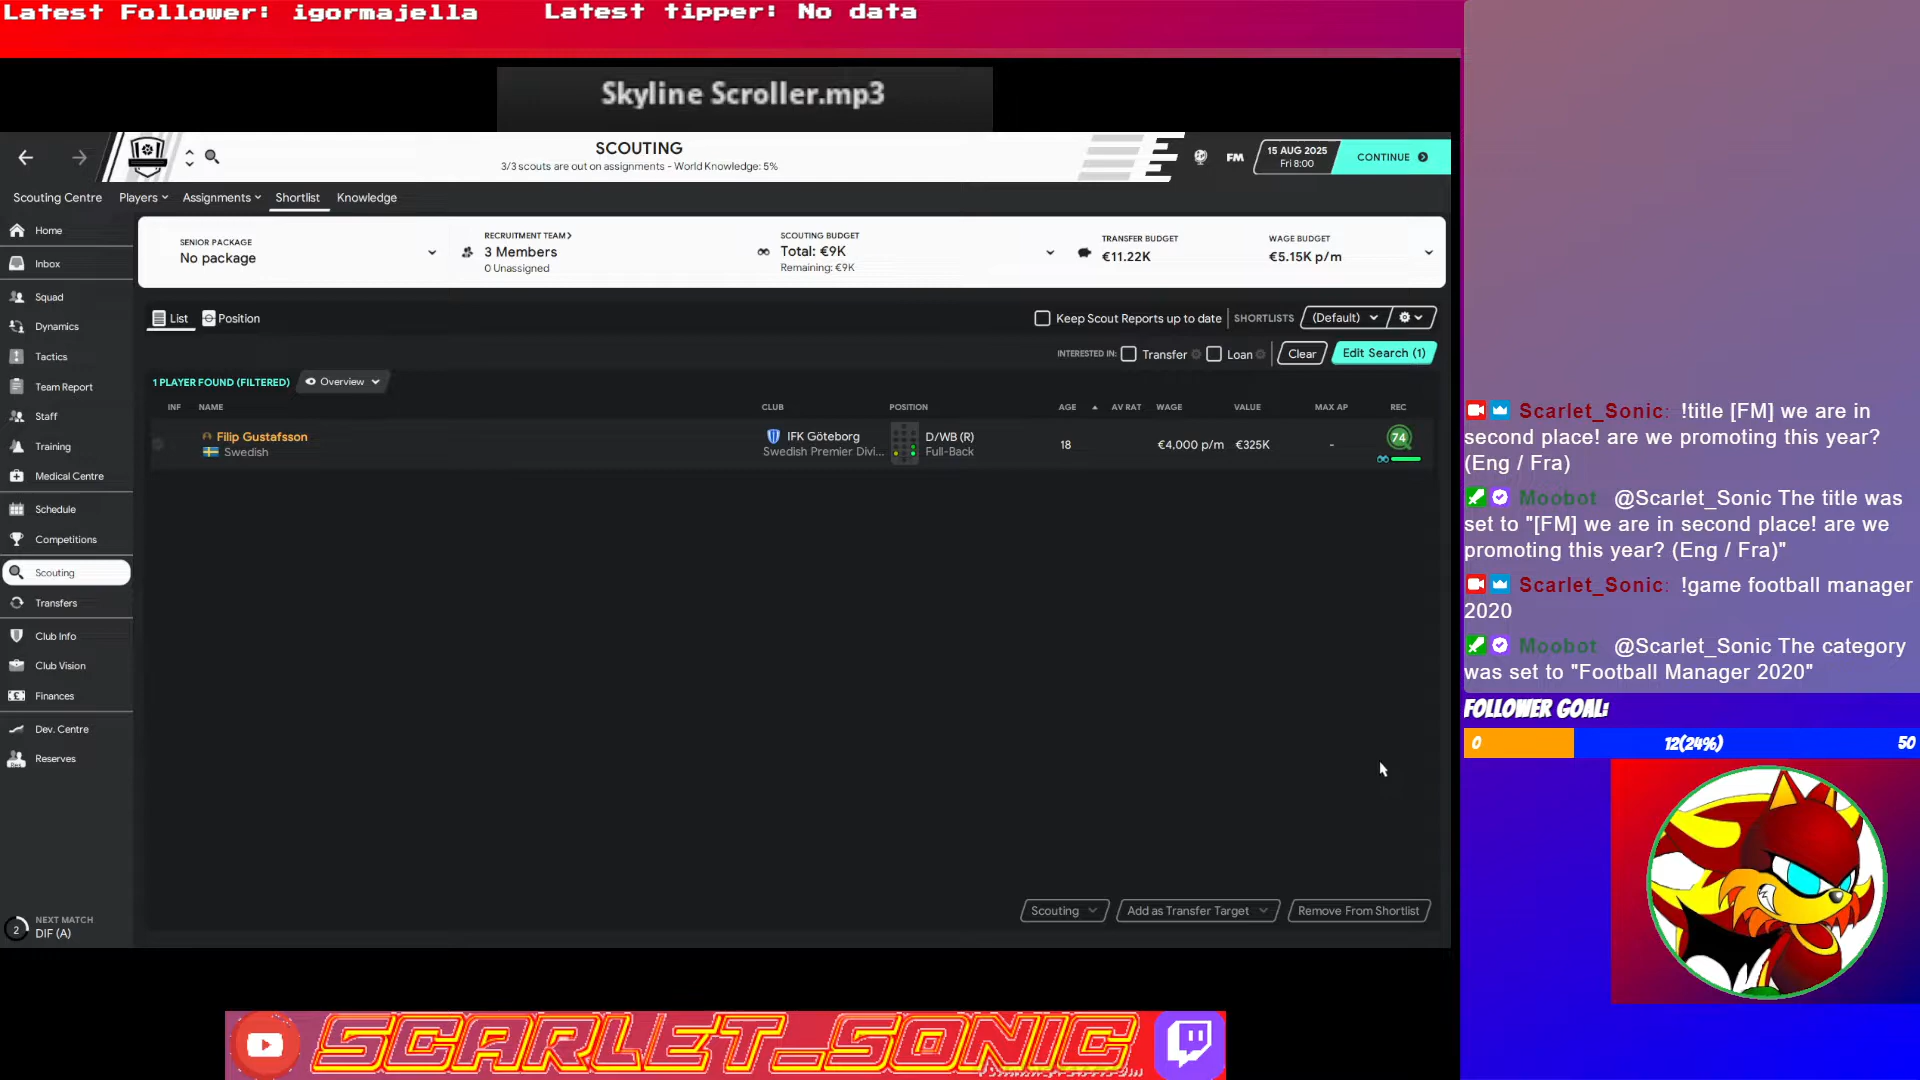 Latest Follower: igormajella
Latest tipper: No data
Skyline Scroller.mp3
SCOUTING
3/3 scouts are out on assignments - World Knowledge: 5%
FM
15 AUG 2025
Fri 8:00
CONTINUE
Scouting Centre
Players
Assignments
Shortlist
Knowledge
Home
Inbox
Squad
Dynamics
Tactics
Team Report
Staff
Training
Medical Centre
Schedule
Competitions
Scouting
Transfers
Club Info
Club Vision
Finances
Dev. Centre
Reserves
2
NEXT MATCH
DIF (A)
SENIOR PACKAGE
No package
RECRUITMENT TEAM
3 Members
0 Unassigned
SCOUTING BUDGET
Total: €9K
Remaining: €9K
TRANSFER BUDGET
€11.22K
WAGE BUDGET
€5.15K p/m
List
Position
Keep Scout Reports up to date
SHORTLISTS
(Default)
INTERESTED IN:
Transfer
Loan
Clear
Edit Search (1)
1 PLAYER FOUND (FILTERED)
Overview
INF NAME CLUB POSITION AGE AV RAT WAGE VALUE MAX AP REC
Filip Gustafsson IFK Göteborg D/WB (R) 18 €4,000 p/m €325K - 74
Swedish Swedish Premier Divi... Full-Back
Scouting
Add as Transfer Target
Remove From Shortlist
Scarlet_Sonic: !title [FM] we are in
second place! are we promoting this year?
(Eng / Fra)
Moobot @Scarlet_Sonic The title was
set to "[FM] we are in second place! are we
promoting this year? (Eng / Fra)"
Scarlet_Sonic: !game football manager
2020
Moobot @Scarlet_Sonic The category
was set to "Football Manager 2020"
FOLLOWER GOAL:
0 12(24%) 50
SCARLET_SONIC